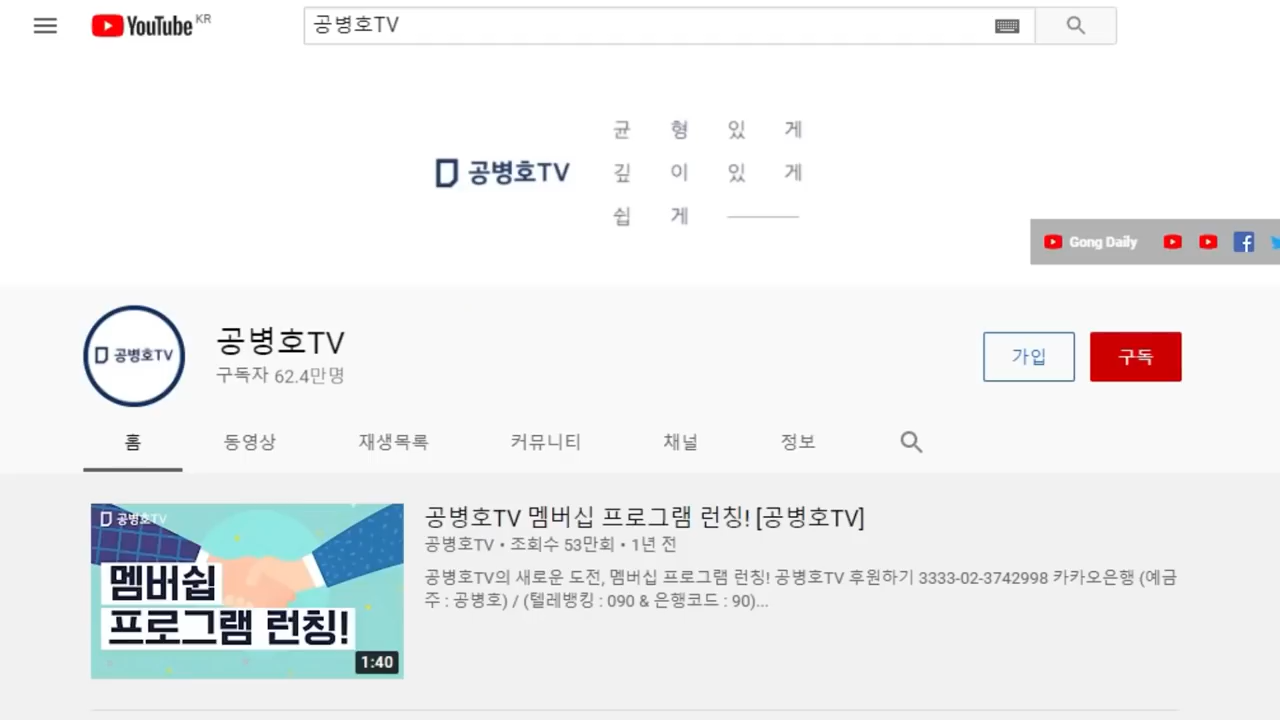 YouTube KR
공병호TV
균 형 있 게
공병호TV
깊 이 있 게
쉽 게
Gong Daily
공병호TV
공병호TV
구독자 62.4만명
가입
구독
홈
동영상
재생목록
커뮤니티
채널
정보
공병호TV
멤버쉽
프로그램 런칭!
1:40
공병호TV 멤버십 프로그램 런칭! [공병호TV]
공병호TV • 조회수 53만회 • 1년 전
공병호TV의 새로운 도전, 멤버십 프로그램 런칭! 공병호TV 후원하기 3333-02-3742998 카카오은행 (예금
주 : 공병호) / (텔레뱅킹 : 090 & 은행코드 : 90)...